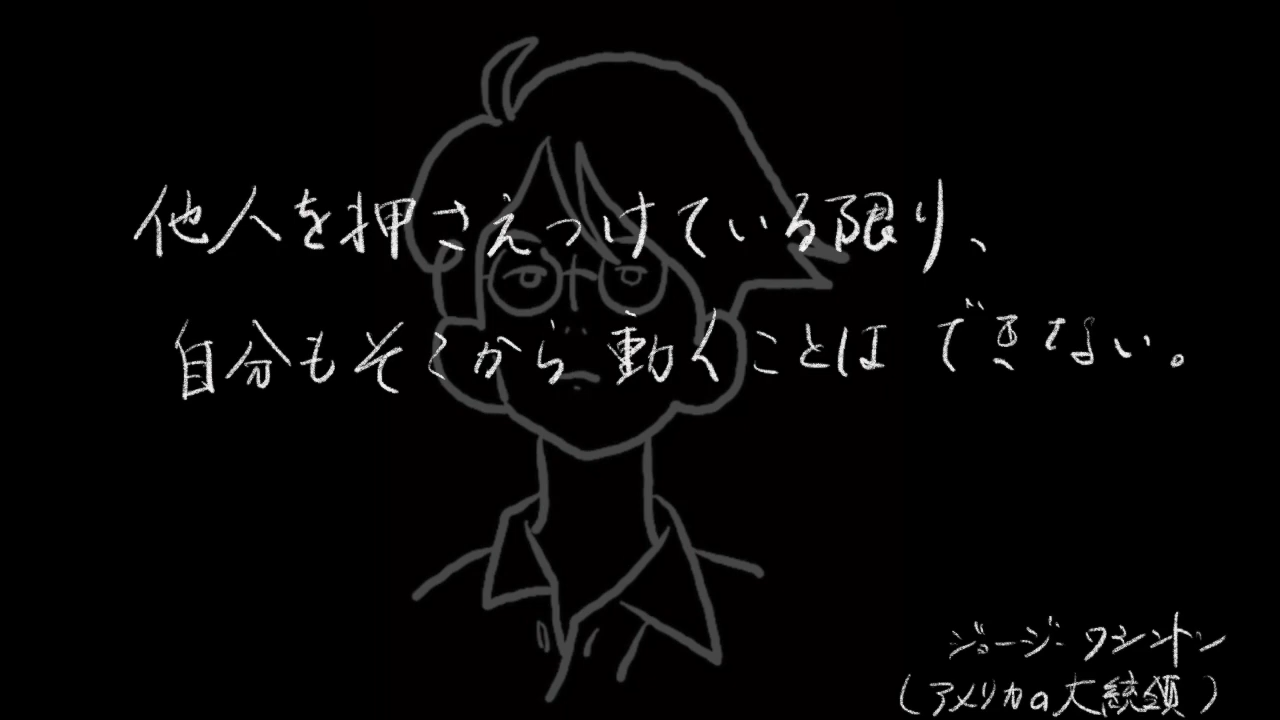 他人を押さえつけている限り、
自分もそこから動くことはできない。
ジョージ ワシントン
（アメリカの大統領）